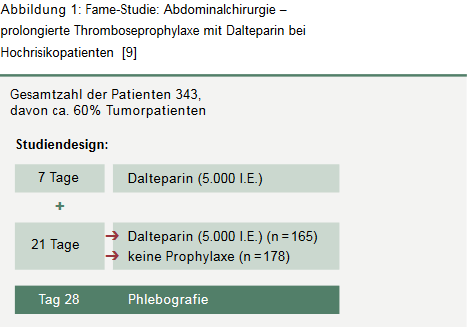 Abbildung 1: Fame-Studie: Abdominalchirurgie –
prolongierte Thromboseprophylaxe mit Dalteparin bei
Hochrisikopatienten [9]
Gesamtzahl der Patienten 343,
davon ca. 60% Tumorpatienten
Studiendesign:
7 Tage Dalteparin (5.000 I.E.)
+
21 Tage
Dalteparin (5.000 I.E.) (n = 165)
keine Prophylaxe (n = 178)
Tag 28 Phlebografie